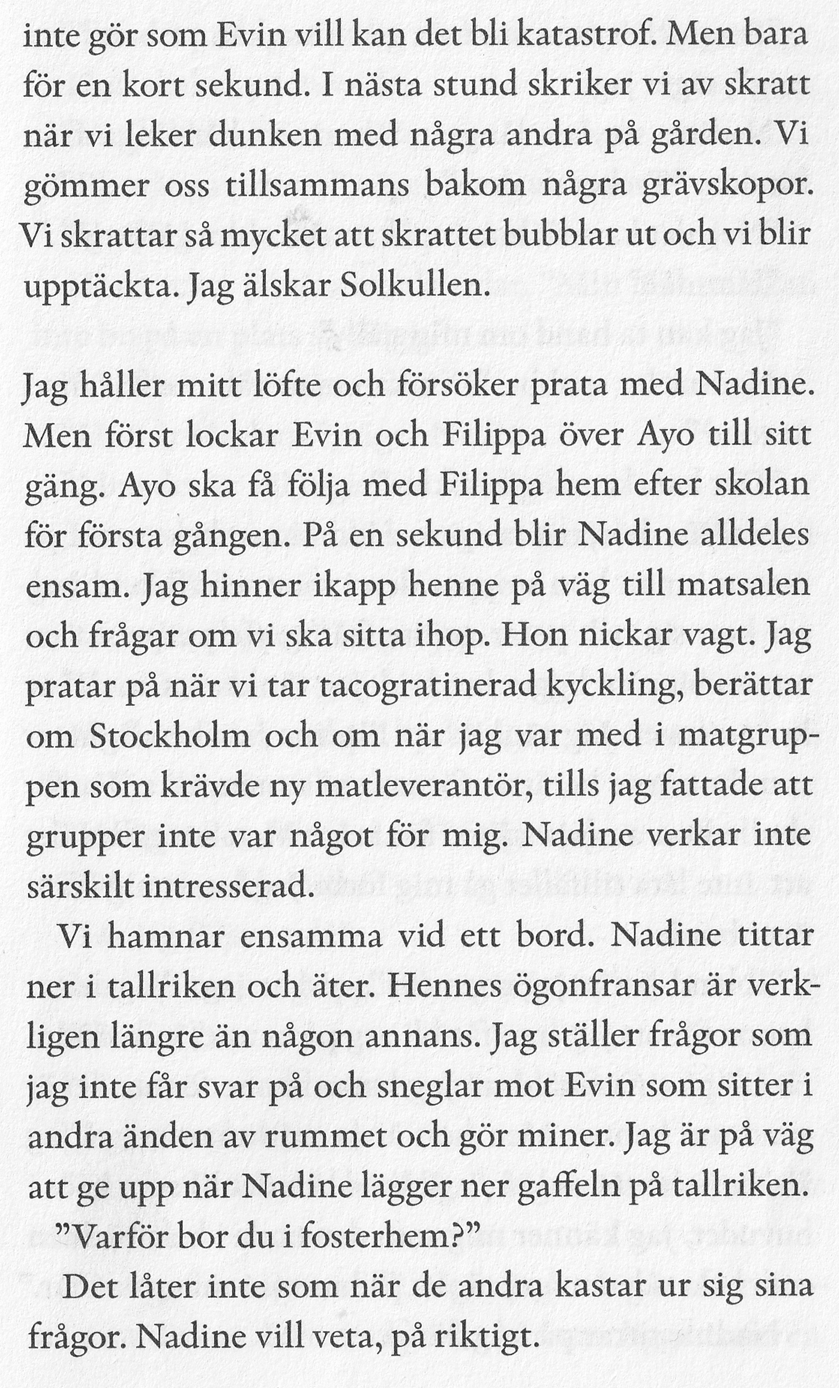 inte gör som Evin vill kan det bli katastrof. Men bara
för en kort sekund. I nästa stund skriker vi av skratt
när vi leker dunken med några andra på gården. Vi
gömmer oss tillsammans bakom några grävskopor.
Vi skrattar så mycket att skrattet bubblar ut och vi blir
upptäckta. Jag älskar Solkullen.
Jag håller mitt löfte och försöker prata med Nadine.
Men först lockar Evin och Filippa över Ayo till sitt
gäng. Ayo ska få följa med Filippa hem efter skolan
för första gången. På en sekund blir Nadine alldeles
ensam. Jag hinner ikapp henne på väg till matsalen
och frågar om vi ska sitta ihop. Hon nickar vagt. Jag
pratar på när vi tar tacogratinerad kyckling, berättar
om Stockholm och om när jag var med i matgrup-
pen som krävde ny matleverantör, tills jag fattade att
grupper inte var något för mig. Nadine verkar inte
särskilt intresserad.
Vi hamnar ensamma vid ett bord. Nadine tittar
ner i tallriken och äter. Hennes ögonfransar är verk-
ligen längre än någon annans. Jag ställer frågor som
jag inte får svar på och sneglar mot Evin som sitter i
andra änden av rummet och gör miner. Jag är på väg
att ge upp när Nadine lägger ner gaffeln på tallriken.
”Varför bor du i fosterhem?”
Det låter inte som när de andra kastar ur sig sina
frågor. Nadine vill veta, på riktigt.